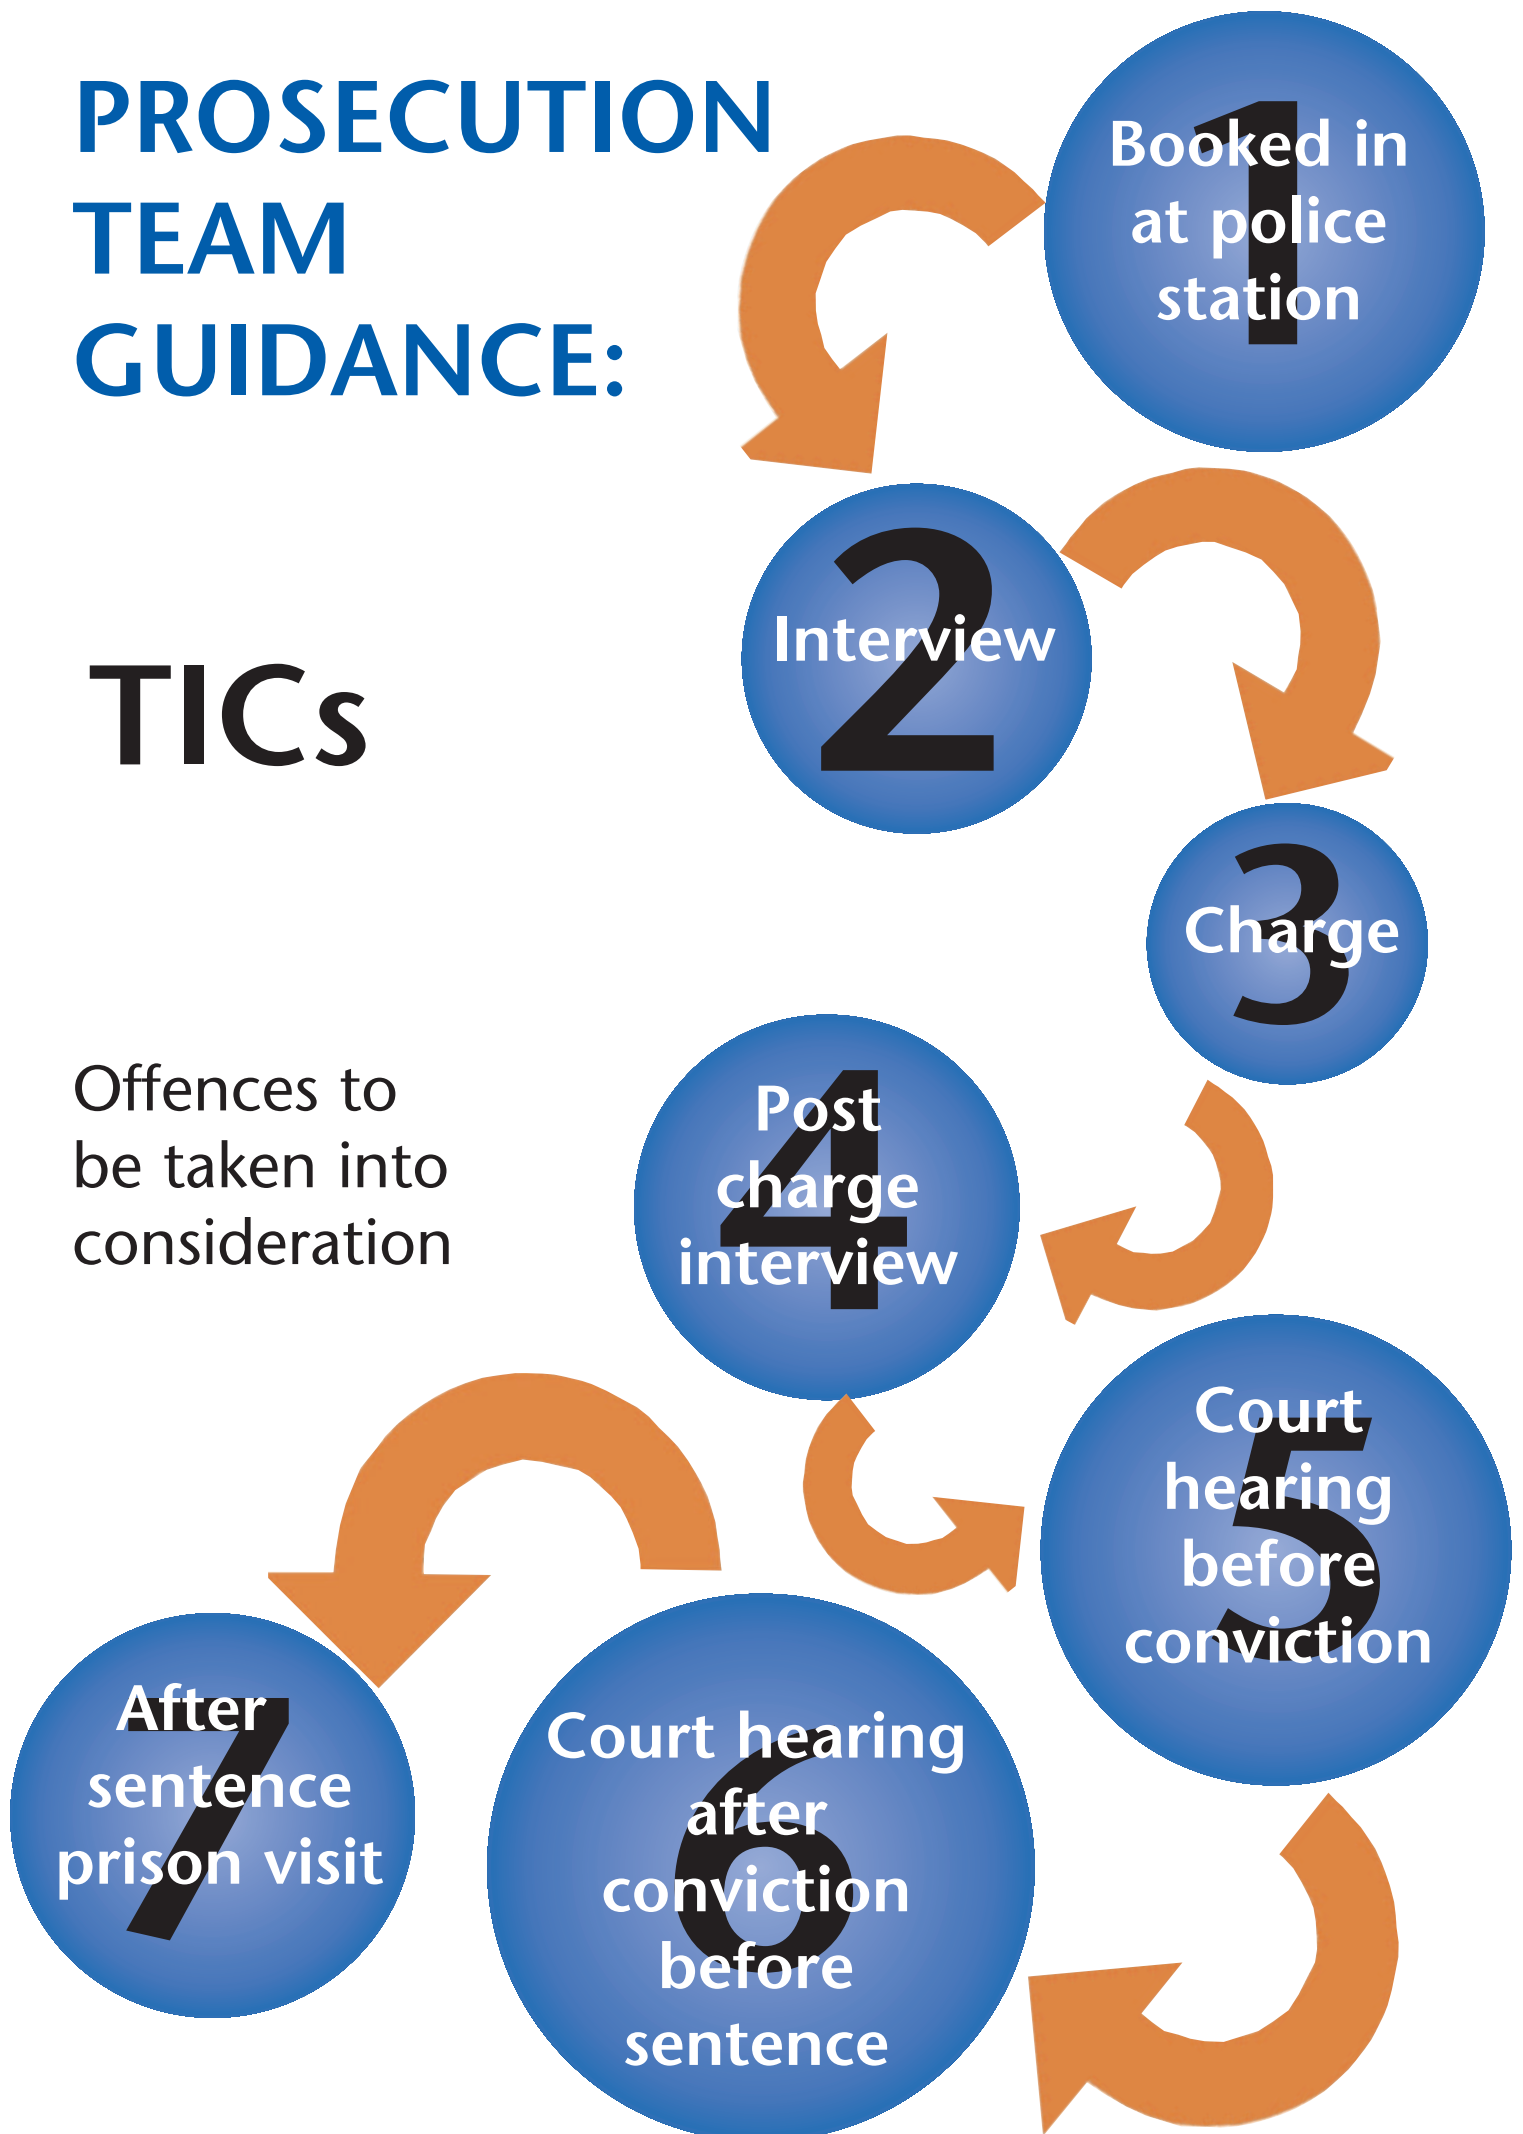 PROSECUTION
TEAM
GUIDANCE:
TICs
Offences to
be taken into
consideration
1
Booked in
at police
station
2
Interview
3
Charge
4
Post
charge
interview
5
Court
hearing
before
conviction
6
Court hearing
after
conviction
before
sentence
7
After
sentence
prison visit